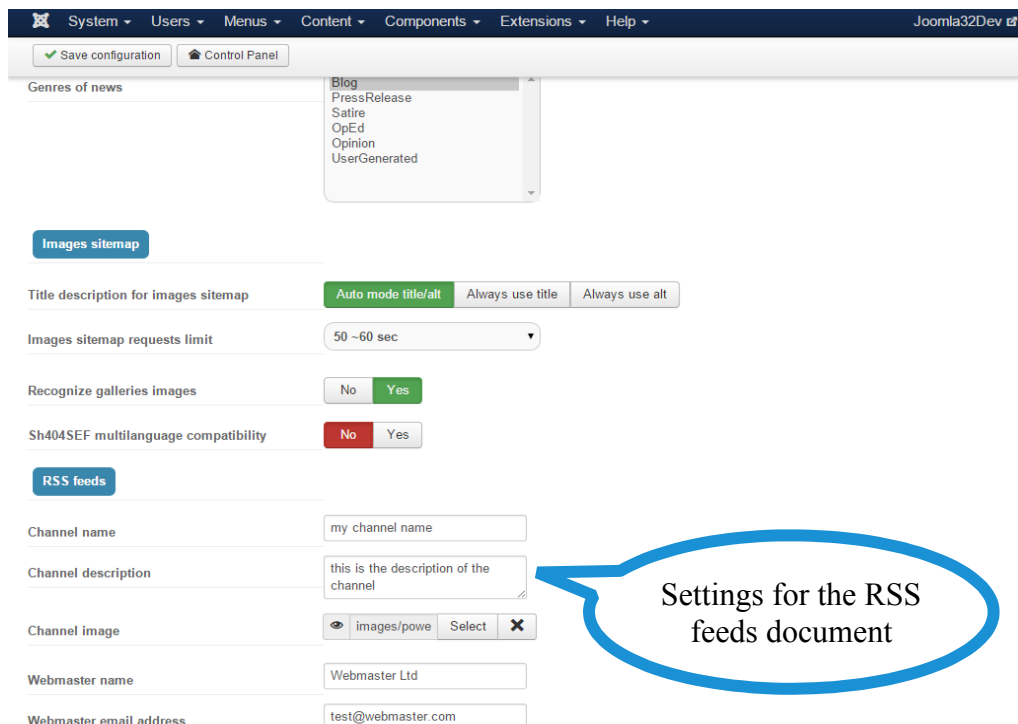 System Users Menus Content Components Extensions Help Joomla32Dev
Save configuration Control Panel
Genres of news
Blog
PressRelease
Satire
OpEd
Opinion
UserGenerated
Images sitemap
Title description for images sitemap Auto mode title/alt Always use title Always use alt
Images sitemap requests limit 50 ~60 sec
Recognize galleries images No Yes
Sh404SEF multilanguage compatibility No Yes
RSS feeds
Channel name my channel name
Channel description this is the description of the
channel
Settings for the RSS
feeds document
Channel image images/powe Select
Webmaster name Webmaster Ltd
Webmaster email address test@webmaster.com